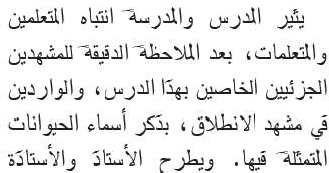 يثير المدرس والمدرسة انتباه المتعلمين
والمتعلمات، بعد الملاحظة الدقيقة للمشهدين
الجزئيين الخاصين بهذا الدرس، والواردين
في مشهد الانطلاق، بذكر أسماء الحيوانات
المتمثلة فيها. ويطرح الأستاذ والأستاذة